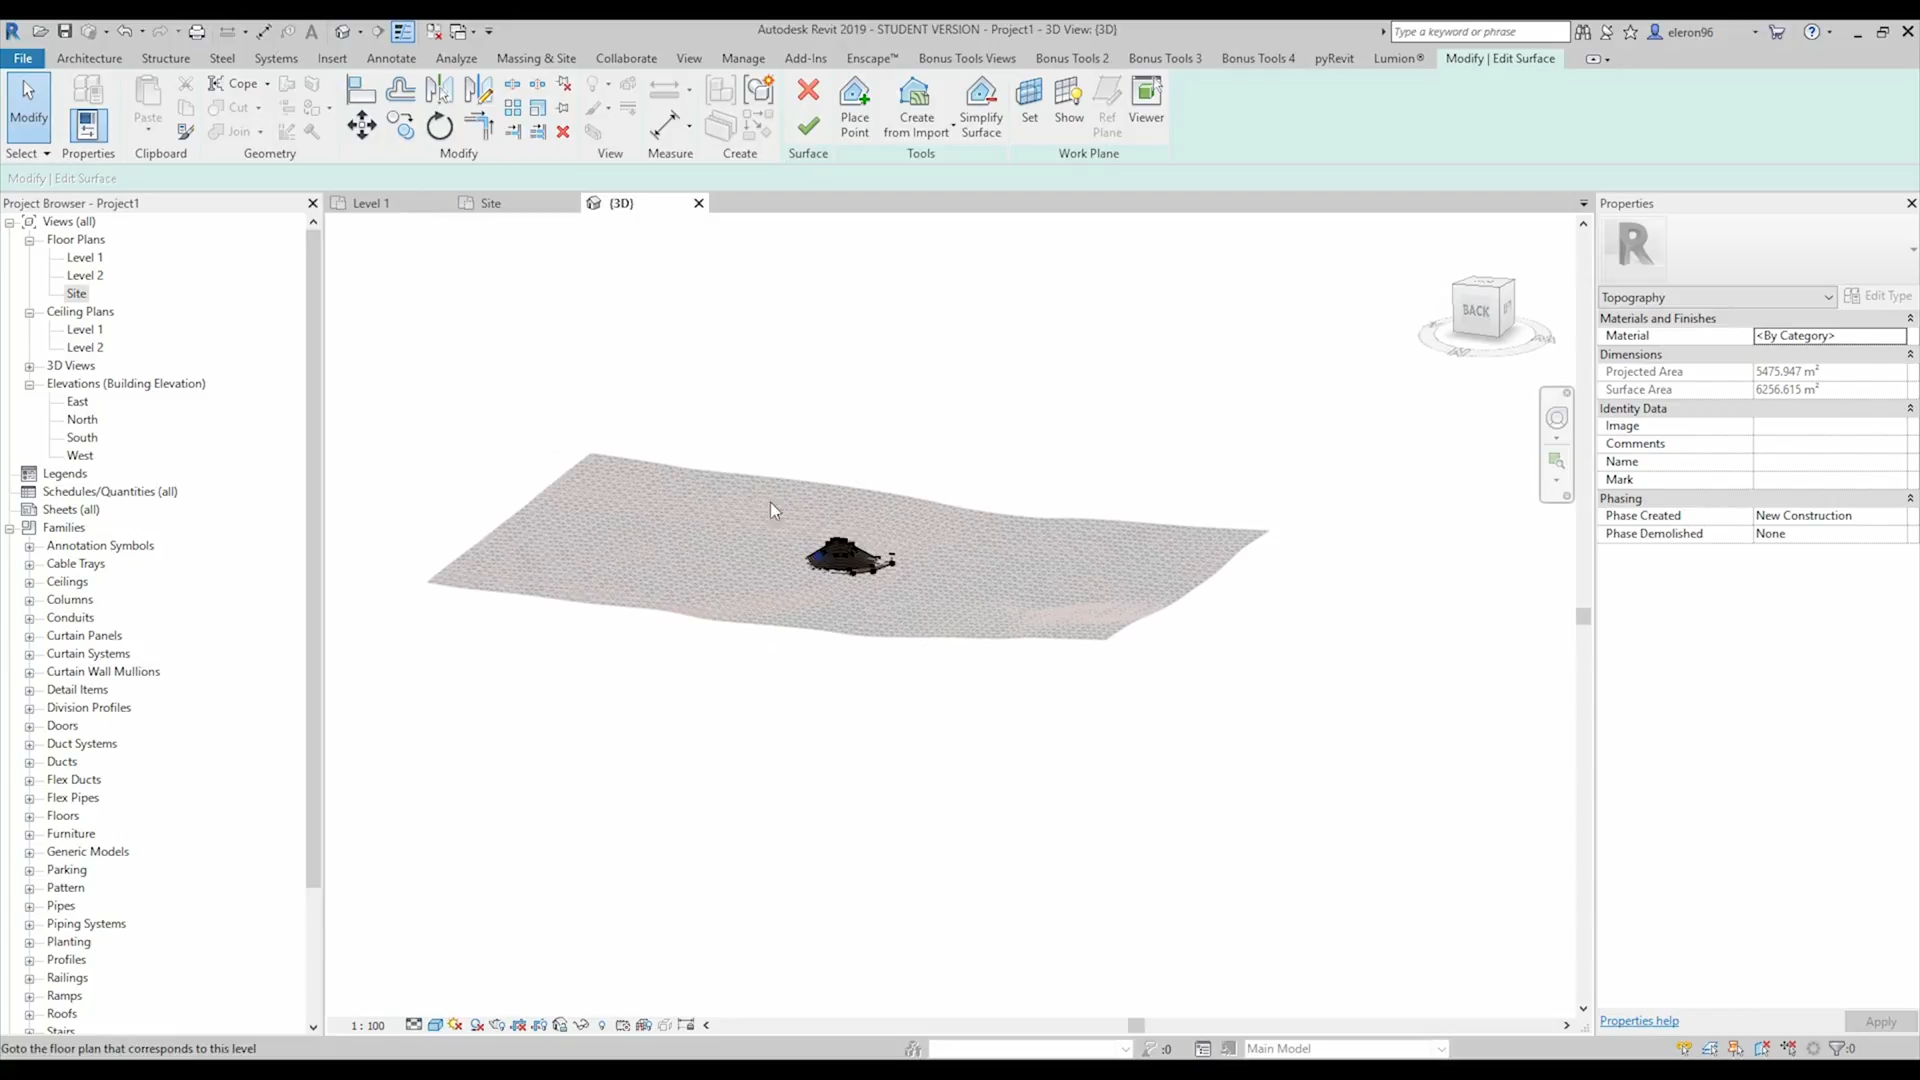 Autodesk Revit 2019 - STUDENT VERSION - Project1 - 3D View: {3D}
Type a keyword or phrase
eleron96
File Architecture Structure Steel Systems Insert Annotate Analyze Massing & Site Collaborate View Manage Add-Ins Enscape™ Bonus Tools Views Bonus Tools 2 Bonus Tools 3 Bonus Tools 4 pyRevit Lumion® Modify | Edit Surface
Modify
Paste
Cope
Cut
Join
Place Point
Create from Import
Simplify Surface
Set
Show
Ref Plane
Viewer
Select Properties Clipboard Geometry Modify View Measure Create Surface Tools Work Plane
Modify | Edit Surface
Project Browser - Project1
Level 1
Site
{3D}
Properties
Views (all)
Floor Plans
Level 1
Level 2
Site
Ceiling Plans
Level 1
Level 2
3D Views
Elevations (Building Elevation)
East
North
South
West
Legends
Schedules/Quantities (all)
Sheets (all)
Families
Annotation Symbols
Cable Trays
Ceilings
Columns
Conduits
Curtain Panels
Curtain Systems
Curtain Wall Mullions
Detail Items
Division Profiles
Doors
Duct Systems
Ducts
Flex Ducts
Flex Pipes
Floors
Furniture
Generic Models
Parking
Pattern
Pipes
Piping Systems
Planting
Profiles
Railings
Ramps
Roofs
Stairs
BACK
Topography
Edit Type
Materials and Finishes
Material <By Category>
Dimensions
Projected Area 5475.947 m²
Surface Area 6256.615 m²
Identity Data
Image
Comments
Name
Mark
Phasing
Phase Created New Construction
Phase Demolished None
Properties help
Apply
1 : 100
Goto the floor plan that corresponds to this level
:0
Main Model
:0